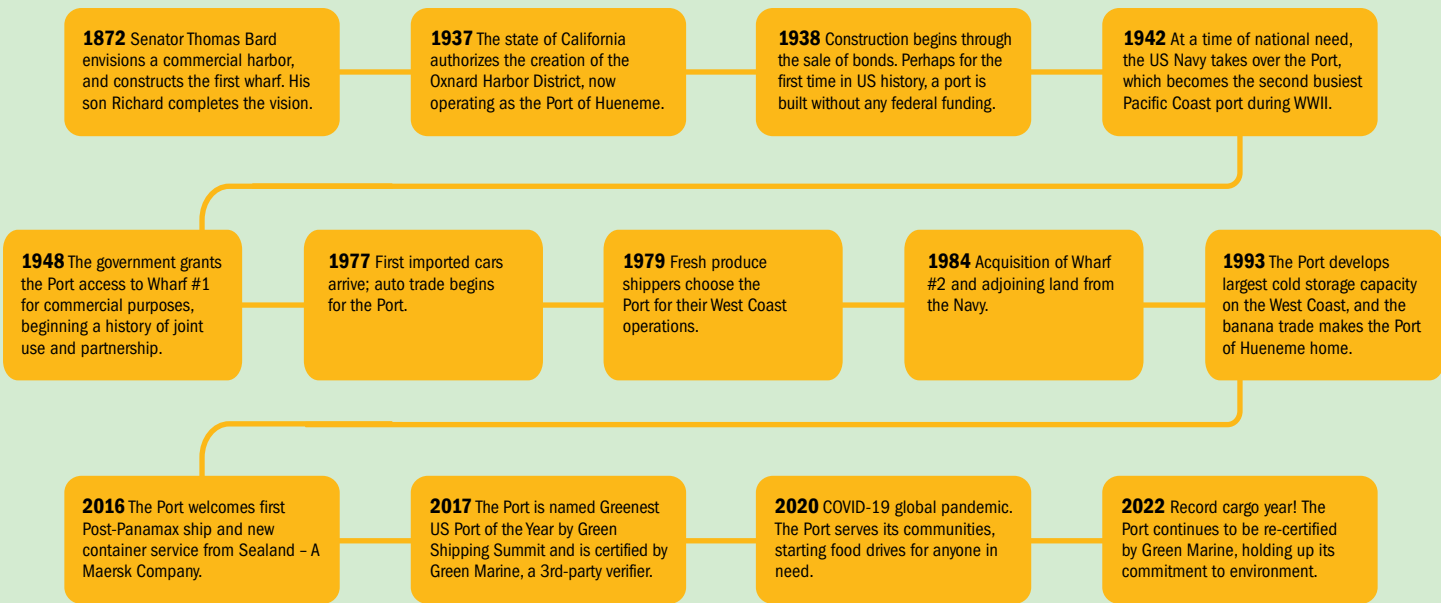 1872 Senator Thomas Bard
envisions a commercial harbor,
and constructs the first wharf. His
son Richard completes the vision.
1937 The state of California
authorizes the creation of the
Oxnard Harbor District, now
operating as the Port of Hueneme.
1938 Construction begins through
the sale of bonds. Perhaps for the
first time in US history, a port is
built without any federal funding.
1942 At a time of national need,
the US Navy takes over the Port,
which becomes the second busiest
Pacific Coast port during WWII.
1948 The government grants
the Port access to Wharf #1
for commercial purposes,
beginning a history of joint
use and partnership.
1977 First imported cars
arrive; auto trade begins
for the Port.
1979 Fresh produce
shippers choose the
Port for their West Coast
operations.
1984 Acquisition of Wharf
#2 and adjoining land from
the Navy.
1993 The Port develops
largest cold storage capacity
on the West Coast, and the
banana trade makes the Port
of Hueneme home.
2016 The Port welcomes first
Post-Panamax ship and new
container service from Sealand – A
Maersk Company.
2017 The Port is named Greenest
US Port of the Year by Green
Shipping Summit and is certified by
Green Marine, a 3rd-party verifier.
2020 COVID-19 global pandemic.
The Port serves its communities,
starting food drives for anyone in
need.
2022 Record cargo year! The
Port continues to be re-certified
by Green Marine, holding up its
commitment to environment.